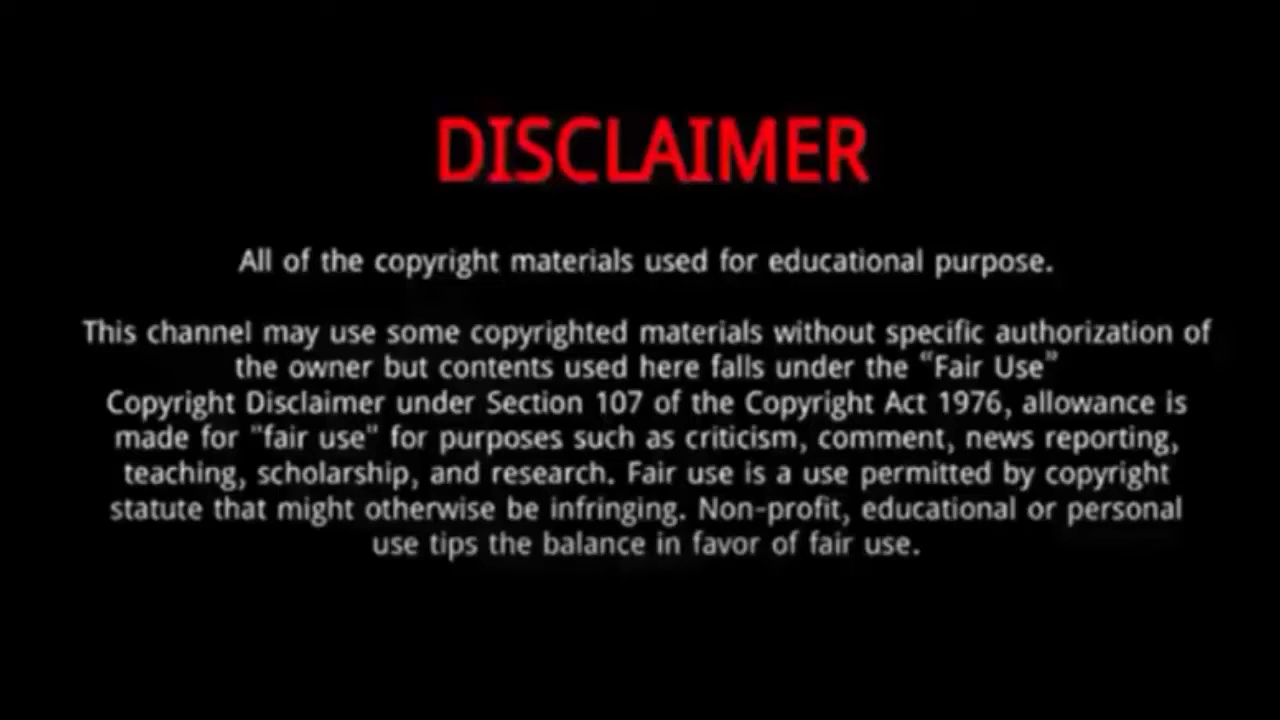 DISCLAIMER
All of the copyright materials used for educational purpose.
This channel may use some copyrighted materials without specific authorization of
the owner but contents used here falls under the “Fair Use”
Copyright Disclaimer under Section 107 of the Copyright Act 1976, allowance is
made for "fair use" for purposes such as criticism, comment, news reporting,
teaching, scholarship, and research. Fair use is a use permitted by copyright
statute that might otherwise be infringing. Non-profit, educational or personal
use tips the balance in favor of fair use.